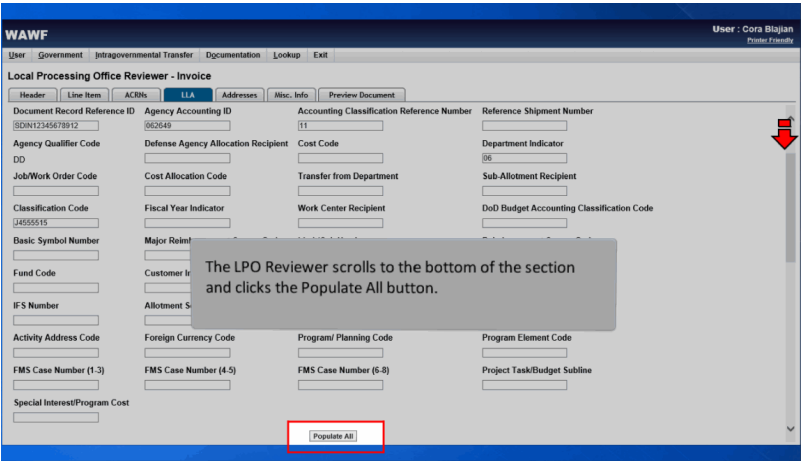 WAWF
User : Cora Blajian
Printer Friendly
User Government Intragovernmental Transfer Documentation Lookup Exit
Local Processing Office Reviewer - Invoice
Header Line Item ACRNs LLA Addresses Misc. Info Preview Document
Document Record Reference ID Agency Accounting ID Accounting Classification Reference Number Reference Shipment Number
SDIN12345678912 062649 11
Agency Qualifier Code Defense Agency Allocation Recipient Cost Code Department Indicator
DD 06
Job/Work Order Code Cost Allocation Code Transfer from Department Sub-Allotment Recipient
Classification Code Fiscal Year Indicator Work Center Recipient DoD Budget Accounting Classification Code
J4555515
Basic Symbol Number Major
Fund Code Customer
IFS Number Allotment
The LPO Reviewer scrolls to the bottom of the section
and clicks the Populate All button.
Activity Address Code Foreign Currency Code Program/ Planning Code Program Element Code
FMS Case Number (1-3) FMS Case Number (4-5) FMS Case Number (6-8) Project Task/Budget Subline
Special Interest/Program Cost
Populate All